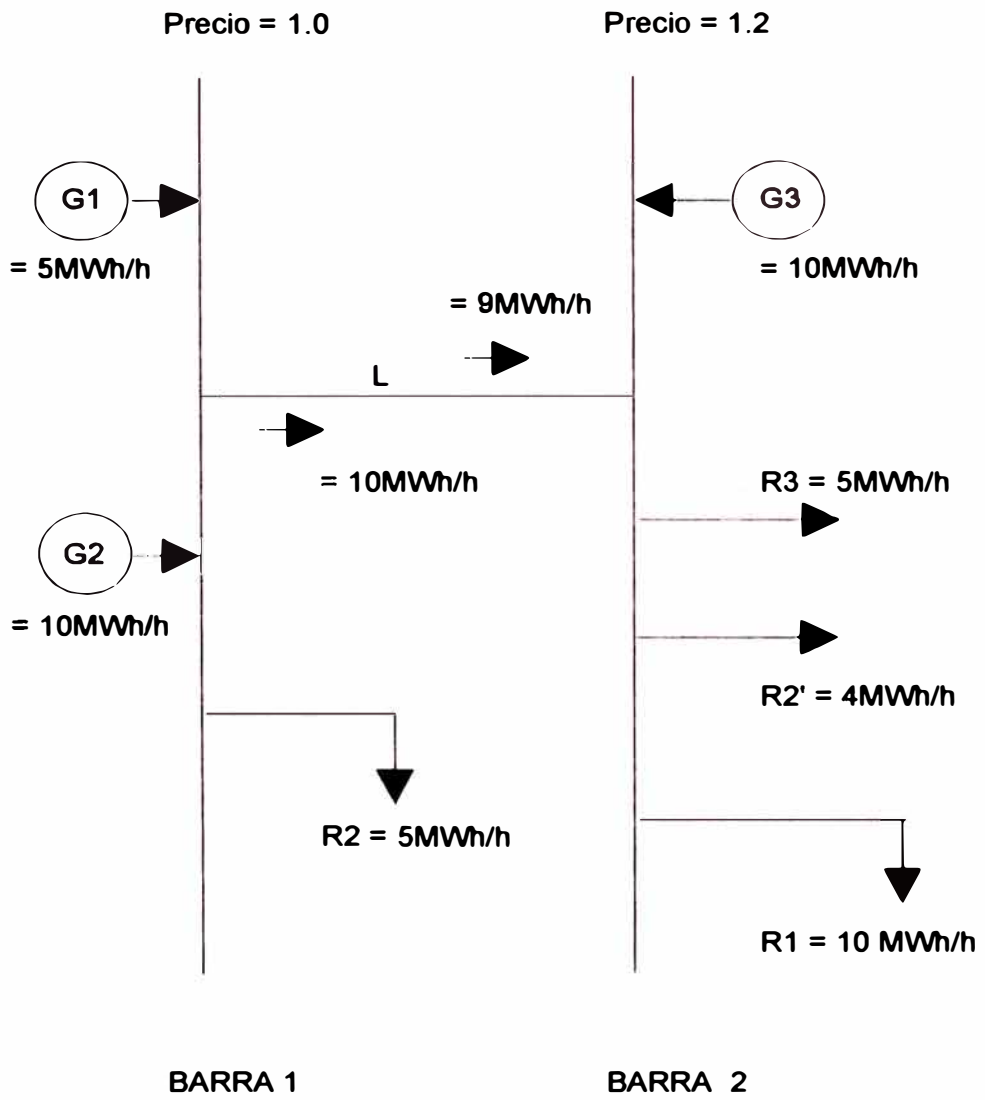 Precio = 1.0
Precio = 1.2
G1
G3
= 5MWh/h
= 10MWh/h
= 9MWh/h
L
= 10MWh/h
R3 = 5MWh/h
G2
= 10MWh/h
R2' = 4MWh/h
R2 = 5MWh/h
R1 = 10 MWh/h
BARRA 1
BARRA 2